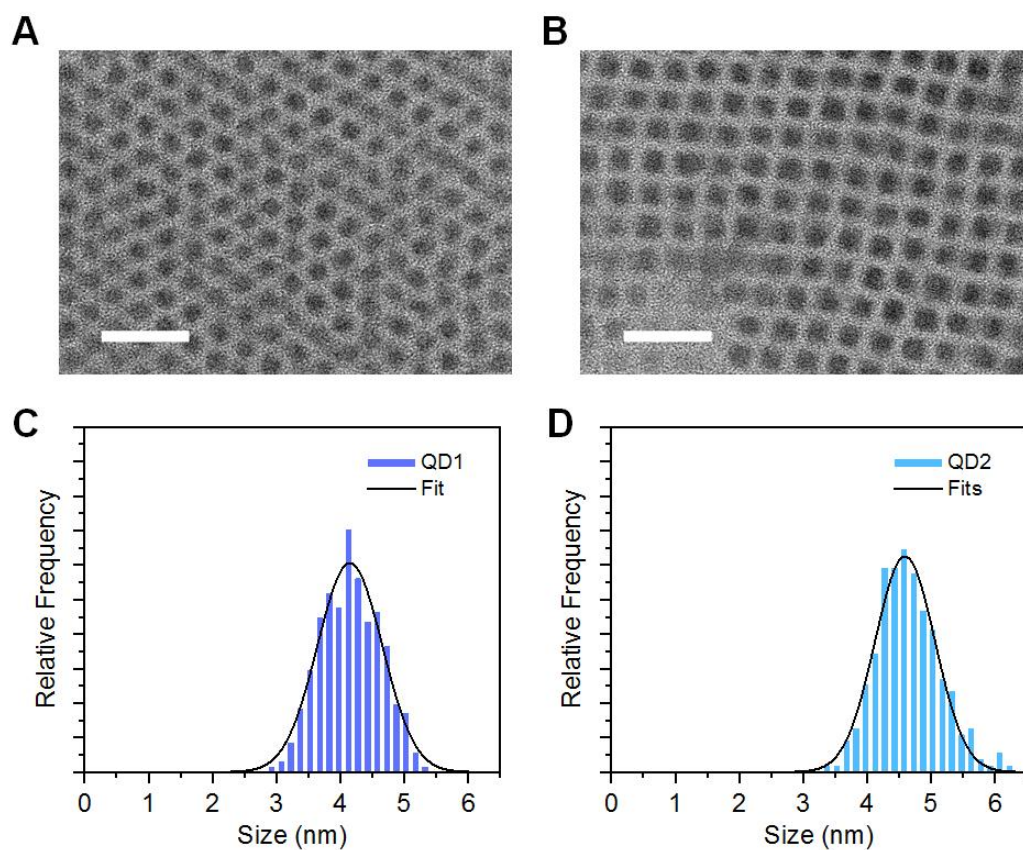 A
B
C
QD1
Fit
Relative Frequency
0 1 2 3 4 5 6
Size (nm)
D
QD2
Fits
Relative Frequency
0 1 2 3 4 5 6
Size (nm)